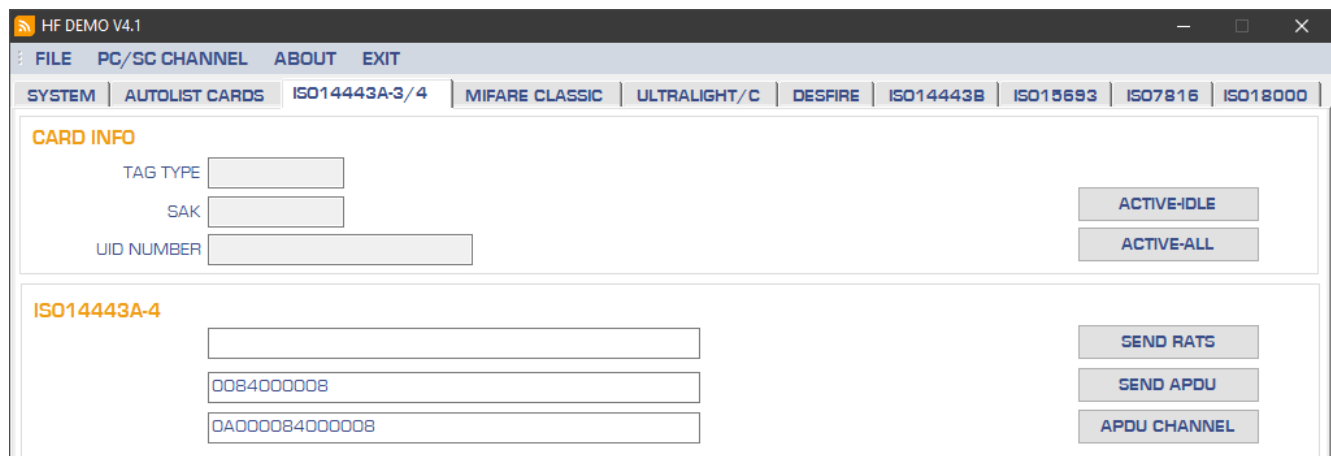 HF DEMO V4.1
FILE PC/SC CHANNEL ABOUT EXIT
SYSTEM AUTOLIST CARDS ISO14443A-3/4 MIFARE CLASSIC ULTRALIGHT/C DESFIRE ISO14443B ISO15693 ISO7816 ISO18000
CARD INFO
TAG TYPE
SAK
ACTIVE-IDLE
UID NUMBER
ACTIVE-ALL
ISO14443A-4
SEND RATS
0084000008 SEND APDU
0A000084000008 APDU CHANNEL